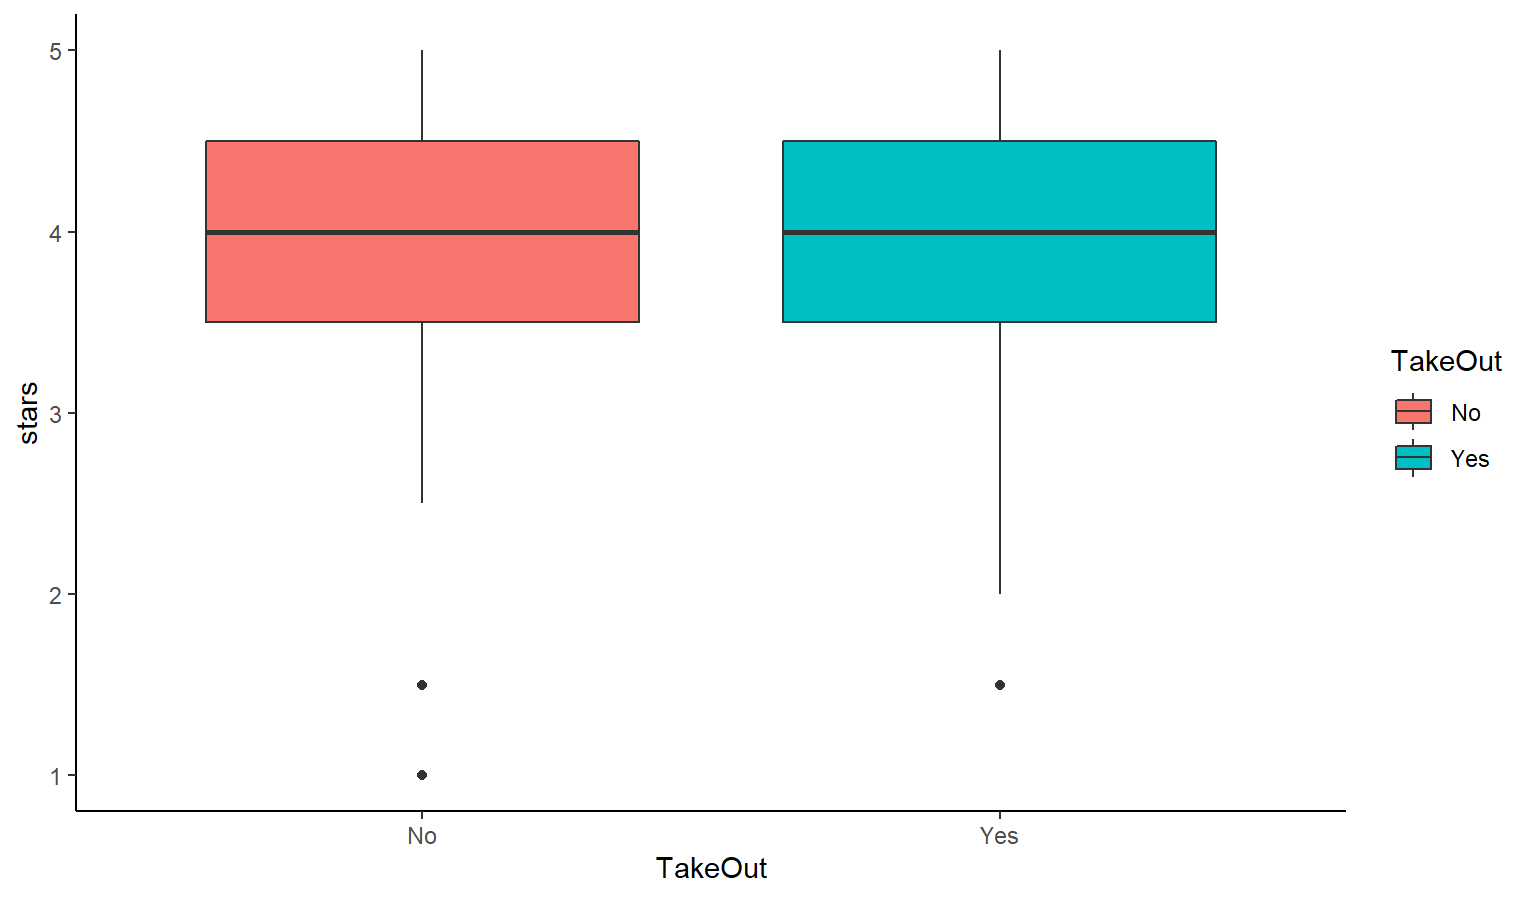 5
4
3
2
1
stars
No
Yes
TakeOut
TakeOut
No
Yes